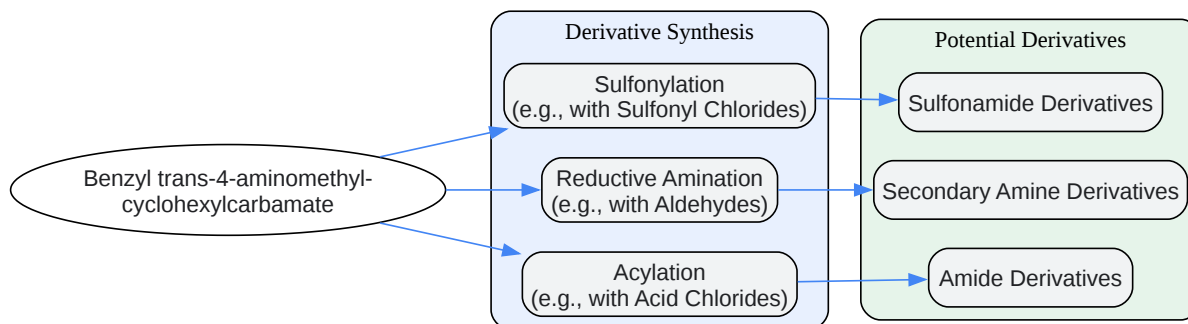 Derivative Synthesis
Potential Derivatives
Sulfonylation
(e.g., with Sulfonyl Chlorides)
Sulfonamide Derivatives
Benzyl trans-4-aminomethyl-
cyclohexylcarbamate
Reductive Amination
(e.g., with Aldehydes)
Secondary Amine Derivatives
Acylation
(e.g., with Acid Chlorides)
Amide Derivatives